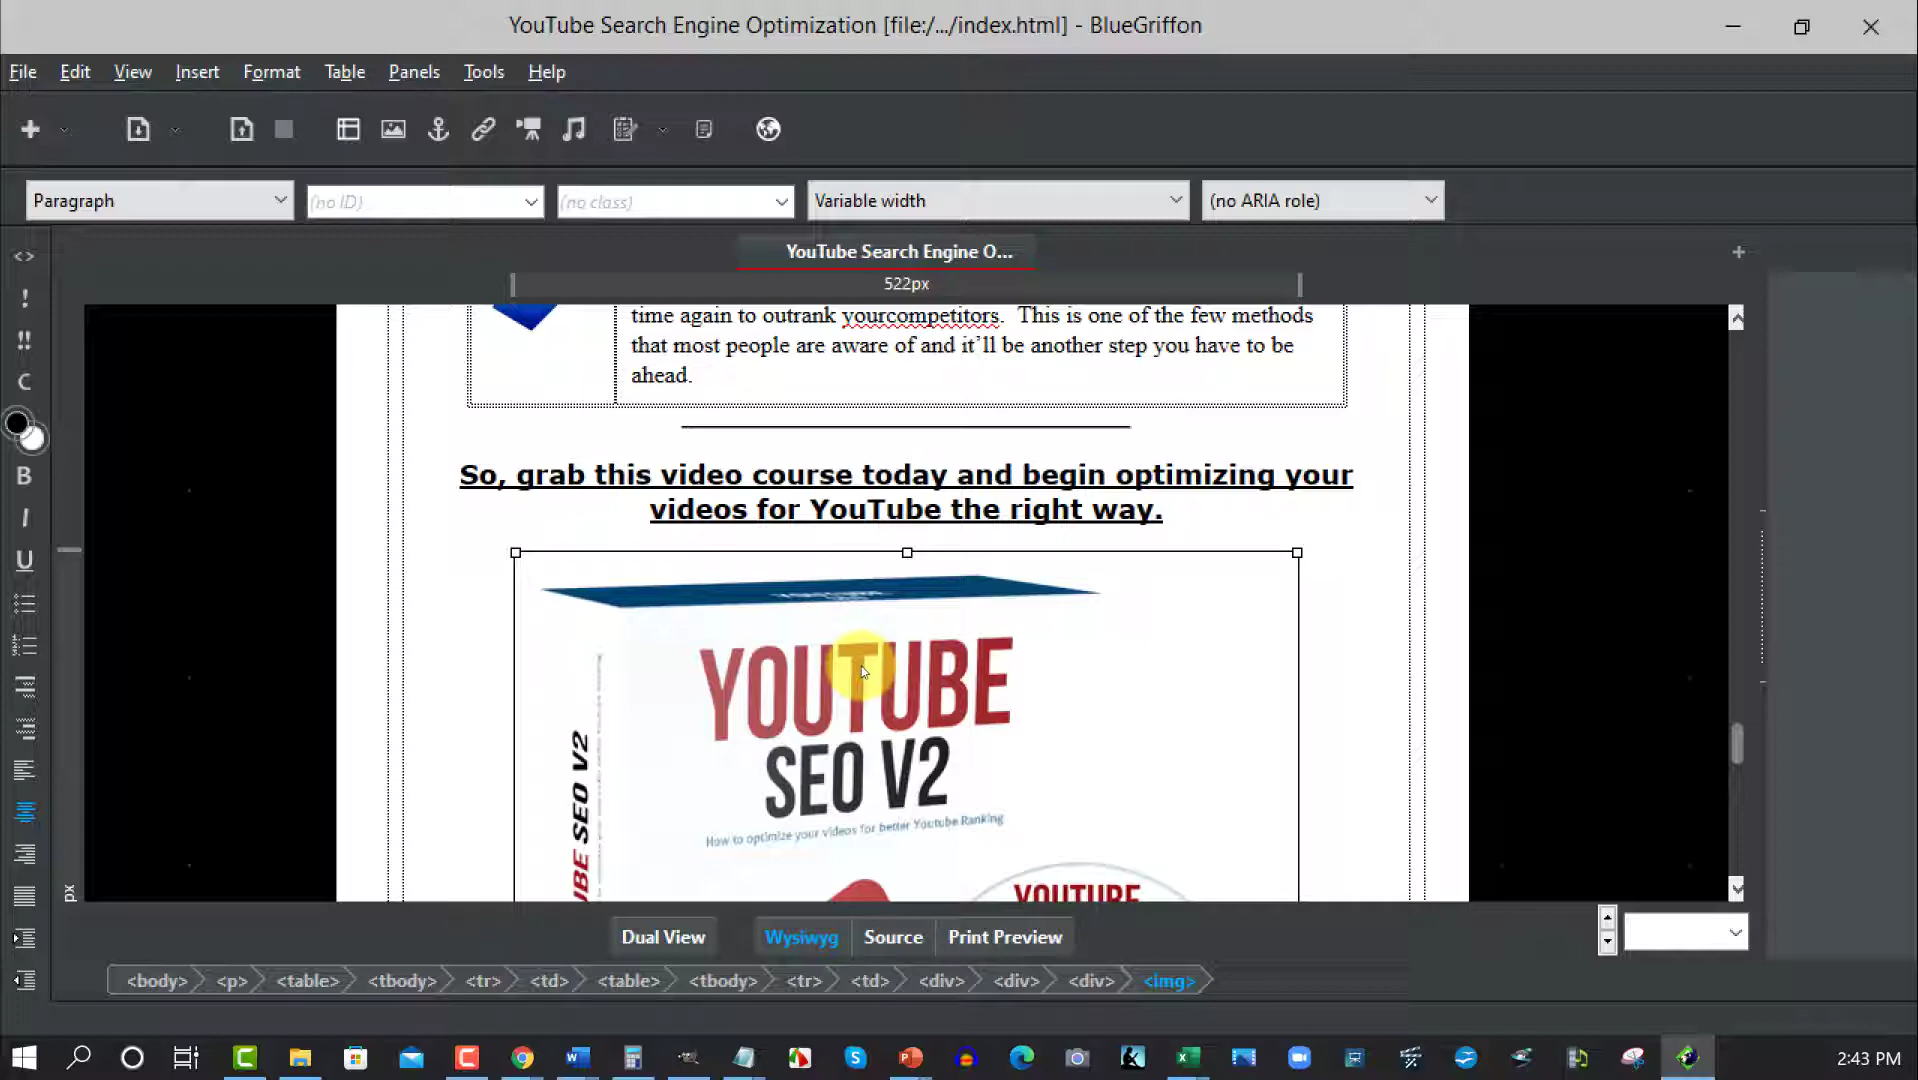 YouTube Search Engine Optimization [file:/.../index.html] - BlueGriffon
File Edit View Insert Format Table Panels Tools Help
Paragraph (no ID) (no class) Variable width (no ARIA role)
YouTube Search Engine O...
522px
time again to outrank yourcompetitors. This is one of the few methods
that most people are aware of and it'll be another step you have to be
ahead.
So, grab this video course today and begin optimizing your
videos for YouTube the right way.
YOUTUBE
SEO V2
How to optimize your videos for better Youtube Ranking
UBE SEO V2
YOUTUBE
px
Dual View Wysiwyg Source Print Preview
<body> <p> <table> <tbody> <tr> <td> <table> <tbody> <tr> <td> <div> <div> <div> <img>
2:43 PM